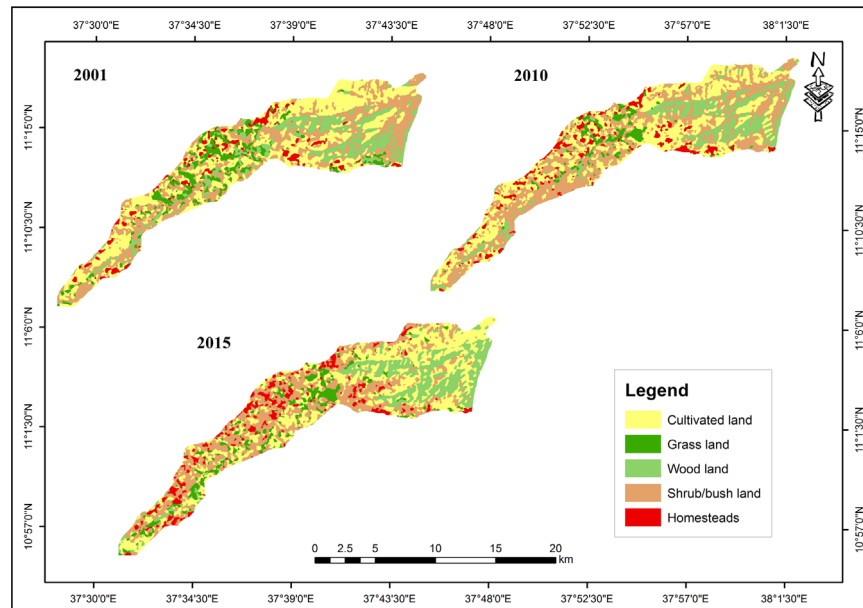 37°30'0"E 37°34'30"E 37°39'0"E 37°43'30"E 37°48'0"E 37°52'30"E 37°57'0"E 38°1'30"E
N
2001
2010
11°15'0"N
11°15'0"N
11°10'30"N
11°10'30"N
11°6'0"N
11°6'0"N
2015
Legend
Cultivated land
Grass land
Wood land
Shrub/bush land
Homesteads
11°1'30"N
11°1'30"N
10°57'0"N
10°57'0"N
0 2.5 5 10 15 20
km
37°30'0"E 37°34'30"E 37°39'0"E 37°43'30"E 37°48'0"E 37°52'30"E 37°57'0"E 38°1'30"E